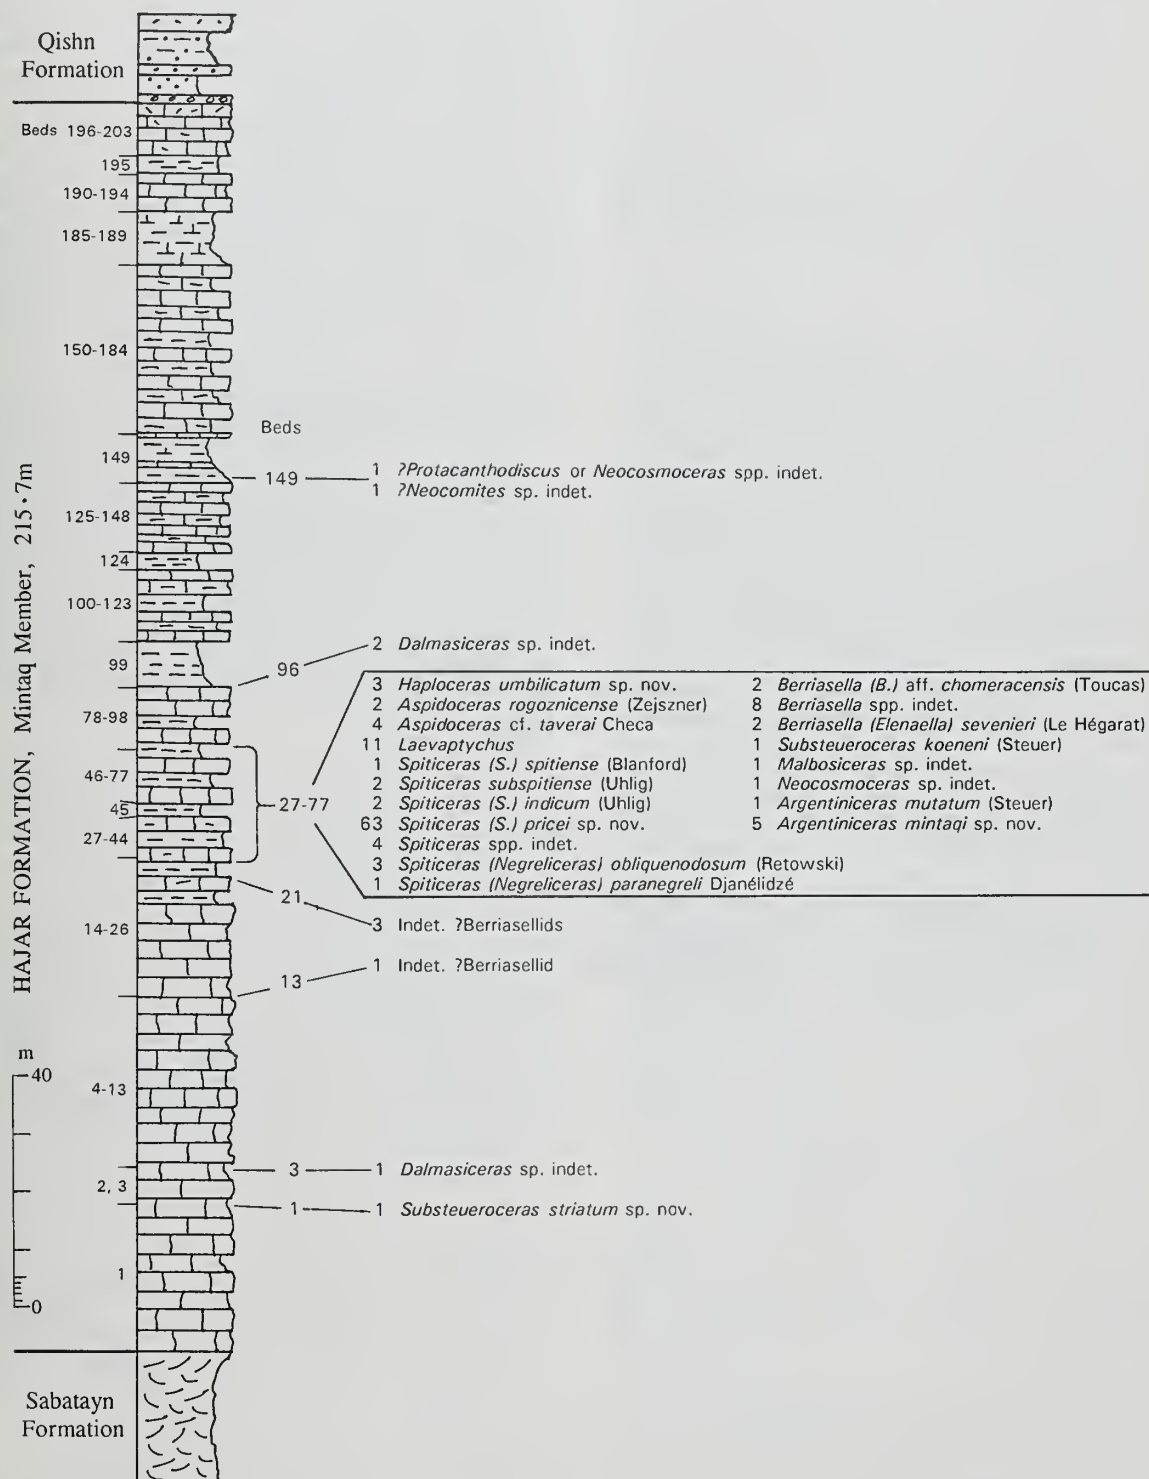 Qishn
Formation
Beds 196-203
195
190-194
185-189
150-184
149
125-148
124
100-123
99
78-98
46-77
45
27-44
14-26
4-13
2, 3
1
Sabatayn
Formation
HAJAR FORMATION, Mintaq Member, 215·7m
m
40
0
Beds
149
1 ?Protacanthodiscus or Neocosmoceras spp. indet.
1 ?Neocomites sp. indet.
96
2 Dalmasiceras sp. indet.
27-77
3 Haploceras umbilicatum sp. nov.
2 Aspidoceras rogoznicense (Zejszner)
4 Aspidoceras cf. taverai Checa
11 Laevaptychus
1 Spiticeras (S.) spitiense (Blanford)
2 Spiticeras subspitiense (Uhlig)
2 Spiticeras (S.) indicum (Uhlig)
63 Spiticeras (S.) pricei sp. nov.
4 Spiticeras spp. indet.
3 Spiticeras (Negreliceras) obliquenodosum (Retowski)
1 Spiticeras (Negreliceras) paranegreli Djanélidzé
2 Berriasella (B.) aff. chomeracensis (Toucas)
8 Berriasella spp. indet.
2 Berriasella (Elenaella) sevenieri (Le Hégarat)
1 Substeueroceras koeneni (Steuer)
1 Malbosiceras sp. indet.
1 Neocosmoceras sp. indet.
1 Argentiniceras mutatum (Steuer)
5 Argentiniceras mintaqi sp. nov.
21
3 Indet. ?Berriasellids
13
1 Indet. ?Berriasellid
3
1 Dalmasiceras sp. indet.
1
1 Substeueroceras striatum sp. nov.